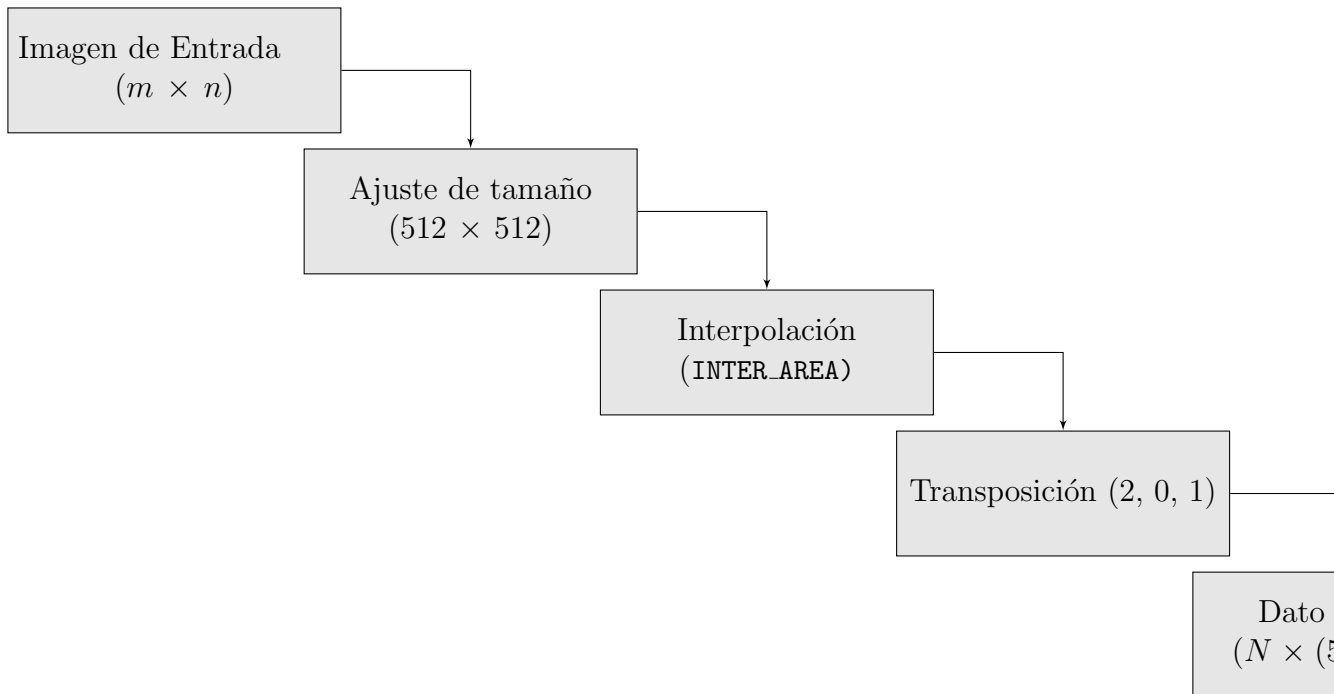 Imagen de Entrada
(m × n)
Ajuste de tamaño
(512 × 512)
Interpolación
(INTER_AREA)
Transposición (2, 0, 1)
Dato
(N × (5